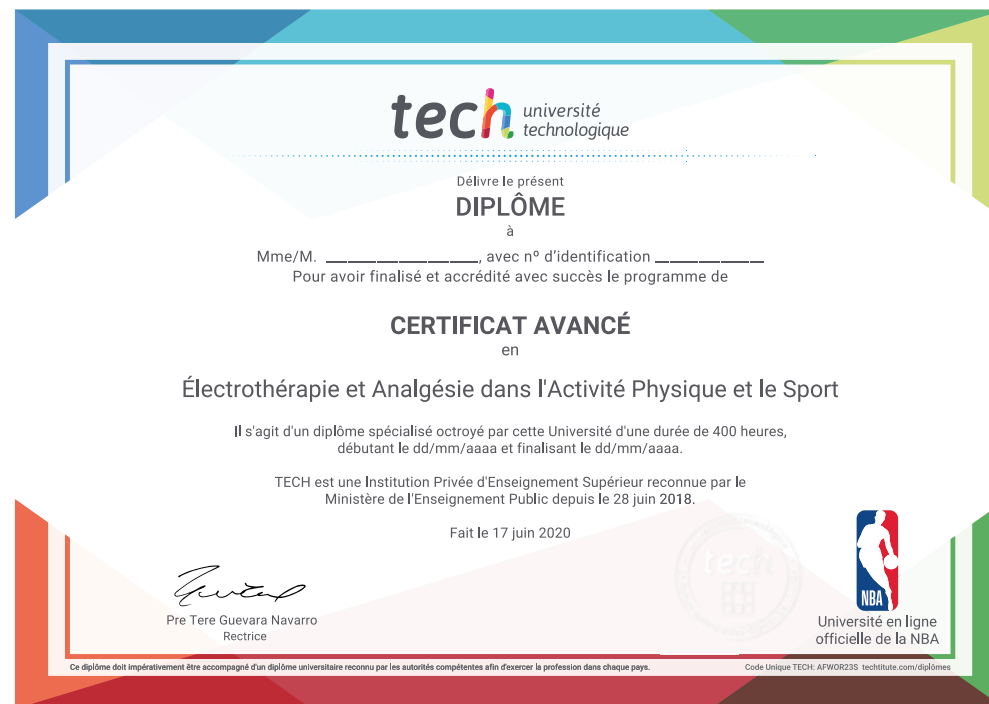 tech université
technologique
Délivre le présent
DIPLÔME
à
Mme/M. ________________, avec nº d'identification ____________
Pour avoir finalisé et accrédité avec succès le programme de
CERTIFICAT AVANCÉ
en
Électrothérapie et Analgésie dans l'Activité Physique et le Sport
Il s'agit d'un diplôme spécialisé octroyé par cette Université d'une durée de 400 heures,
débutant le dd/mm/aaaa et finalisant le dd/mm/aaaa.
TECH est une Institution Privée d'Enseignement Supérieur reconnue par le
Ministère de l'Enseignement Public depuis le 28 juin 2018.
Fait le 17 juin 2020
tech
NBA
Pre Tere Guevara Navarro
Rectrice
Université en ligne
officielle de la NBA
Ce diplôme doit impérativement être accompagné d'un diplôme universitaire reconnu par les autorités compétentes afin d'exercer la profession dans chaque pays.
Code Unique TECH: AFWOR23S techtitute.com/diplômes